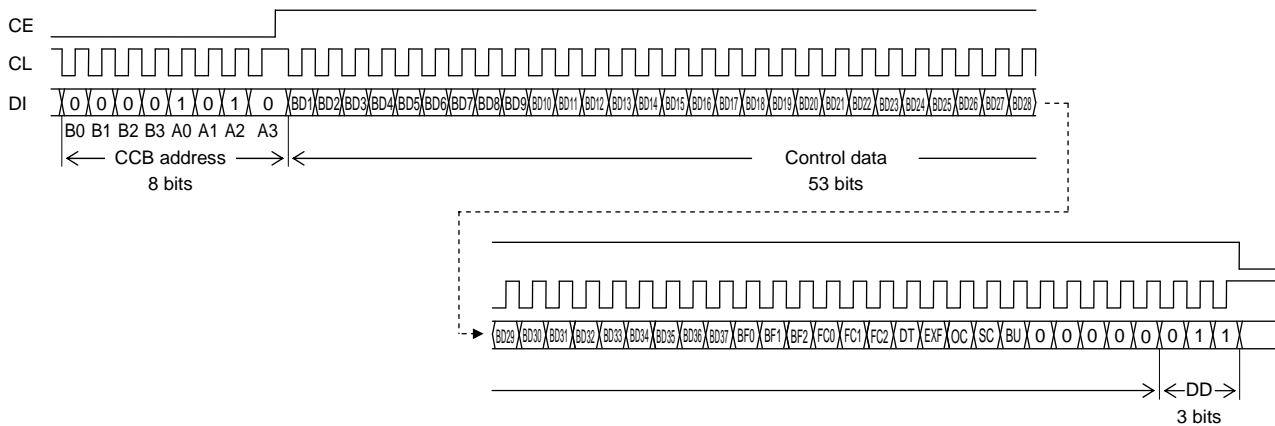 CE
CL
DI 0 0 0 0 1 0 1 0 BD1 BD2 BD3 BD4 BD5 BD6 BD7 BD8 BD9 BD10 BD11 BD12 BD13 BD14 BD15 BD16 BD17 BD18 BD19 BD20 BD21 BD22 BD23 BD24 BD25 BD26 BD27 BD28
B0 B1 B2 B3 A0 A1 A2 A3
CCB address Control data
8 bits 53 bits
BD29 BD30 BD31 BD32 BD33 BD34 BD35 BD36 BD37 BF0 BF1 BF2 FC0 FC1 FC2 DT EXF OC SC BU 0 0 0 0 0 0 1 1
DD
3 bits